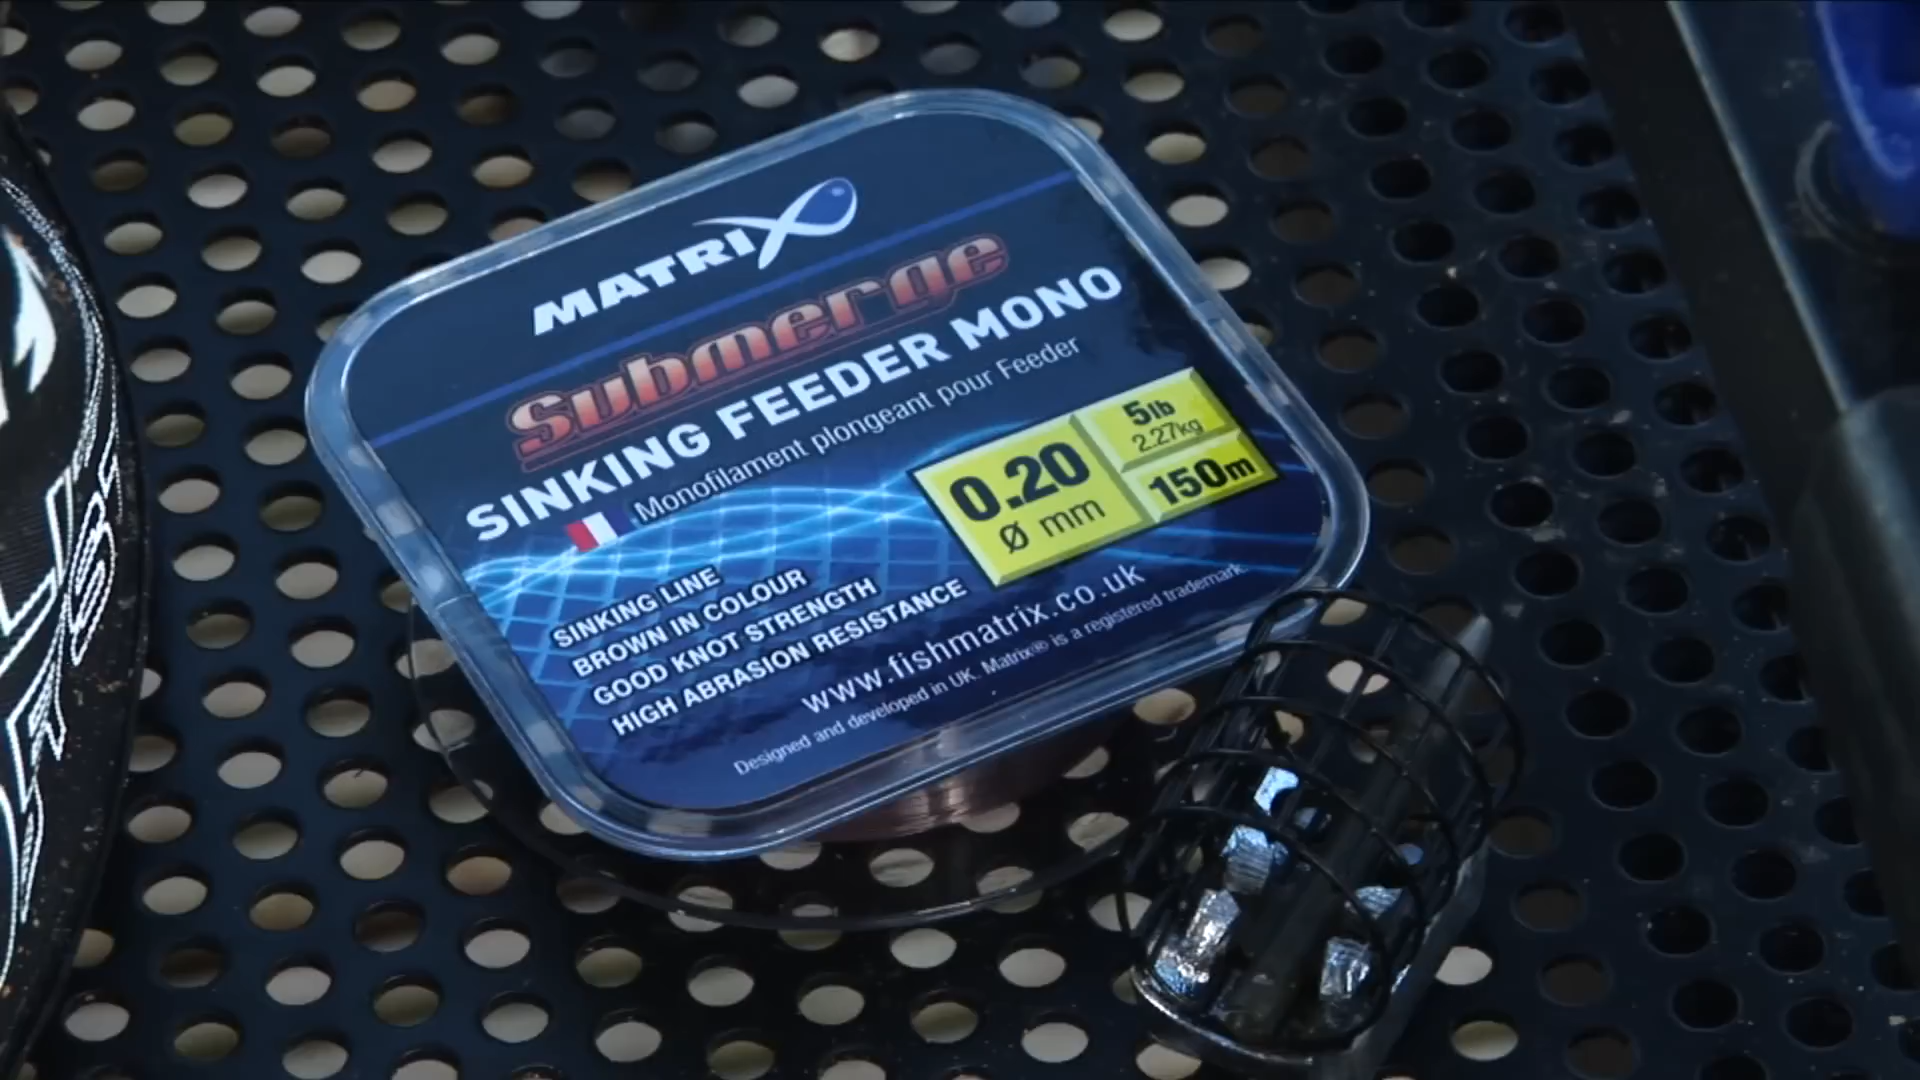 MATRIX
Submerge
SINKING FEEDER MONO
Monofilament plongeant pour Feeder
0.20
Ø mm
5lb
2.27kg
150m
SINKING LINE
BROWN IN COLOUR
GOOD KNOT STRENGTH
HIGH ABRASION RESISTANCE
www.fishmatrix.co.uk
Designed and developed in UK. Matrix® is a registered trademark.